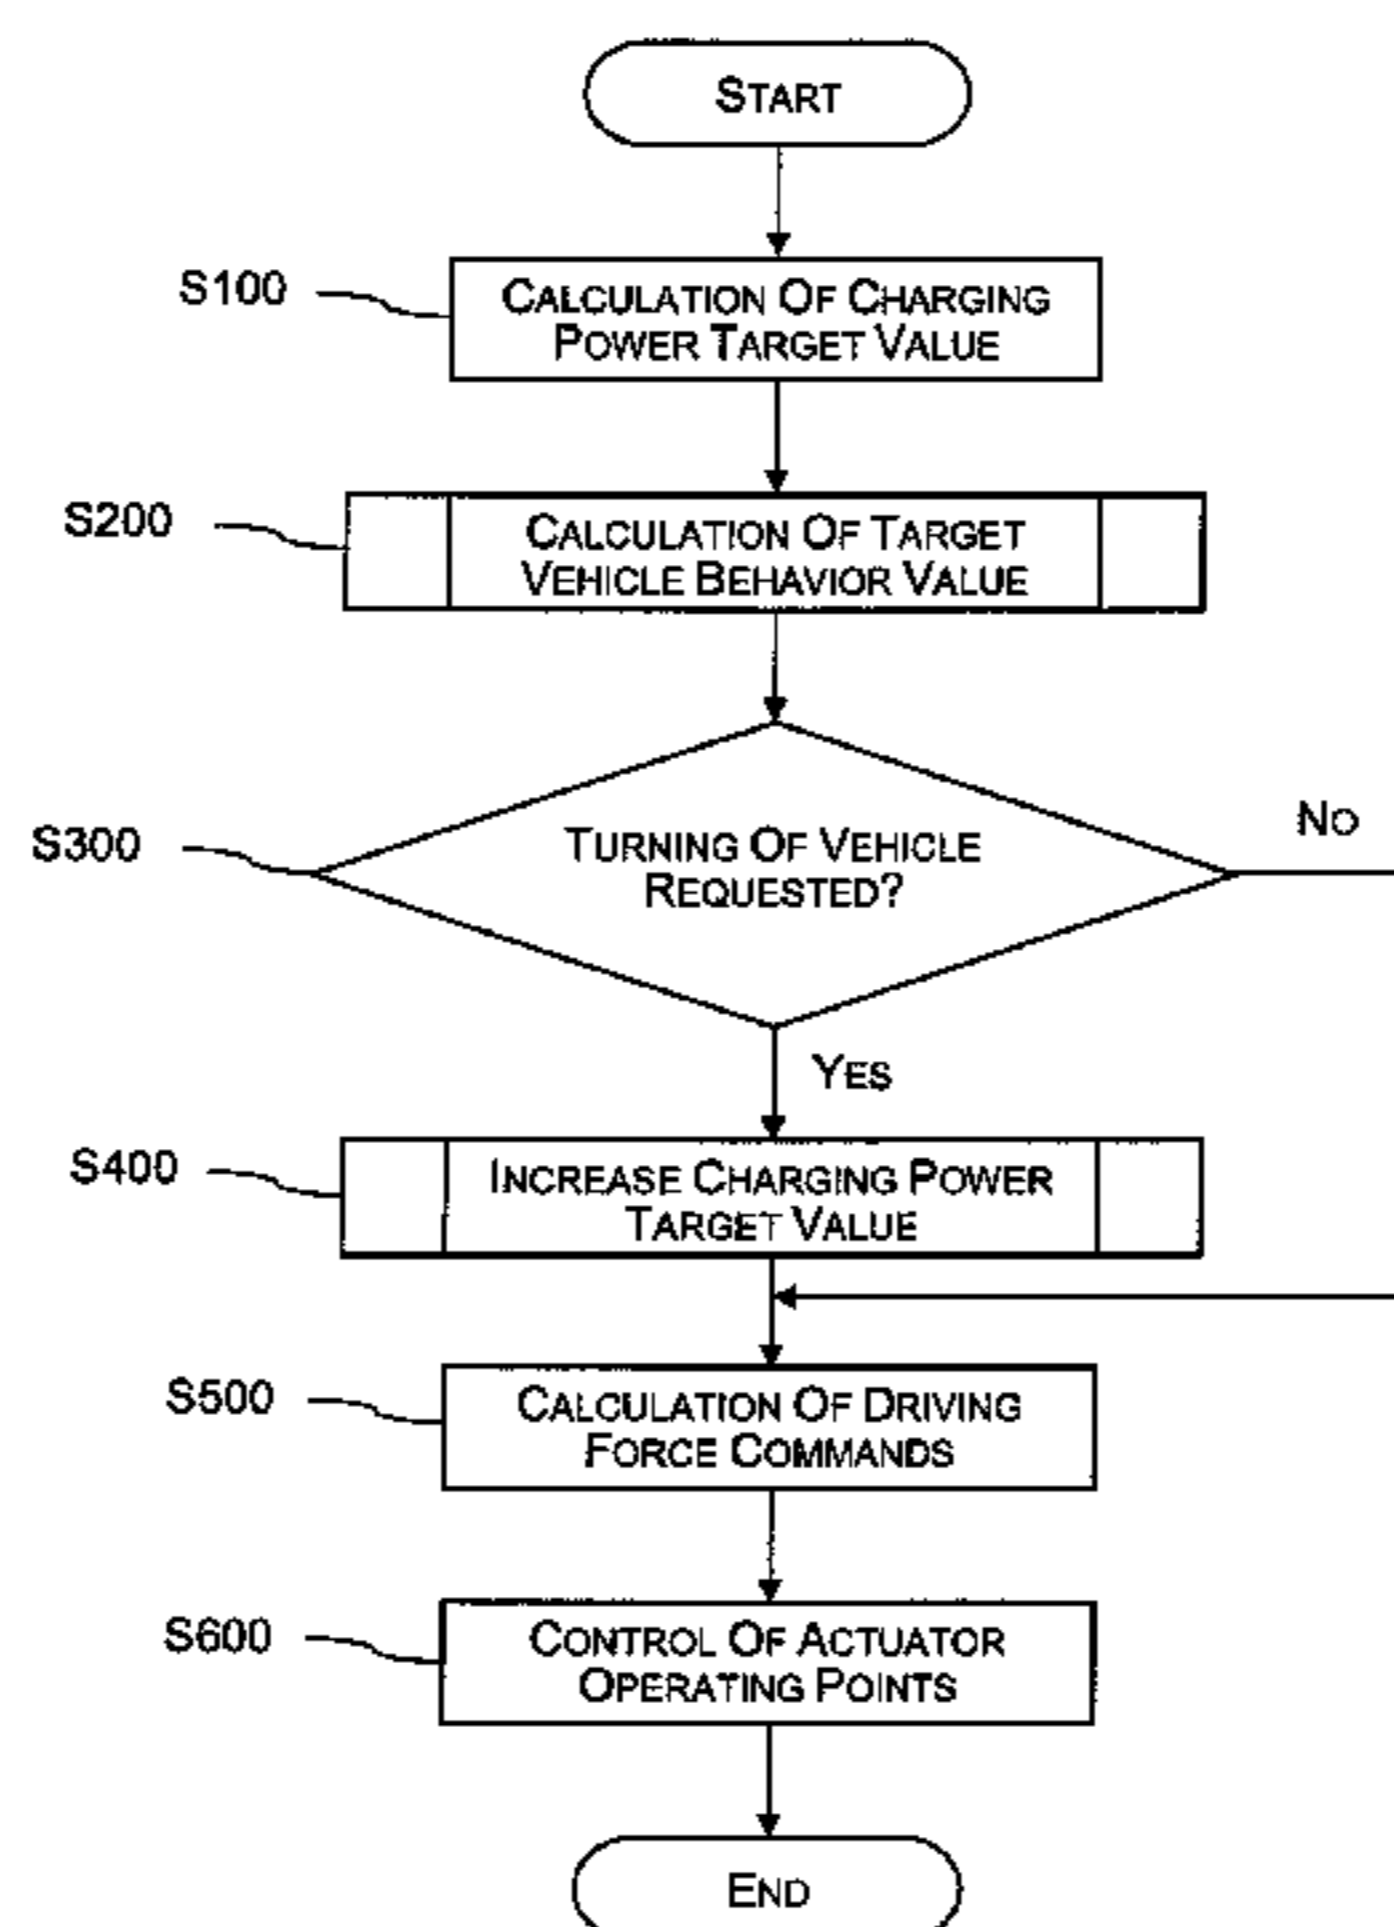 START
S100
CALCULATION OF CHARGING
POWER TARGET VALUE
S200
CALCULATION OF TARGET
VEHICLE BEHAVIOR VALUE
S300
TURNING OF VEHICLE
REQUESTED?
NO
YES
S400
INCREASE CHARGING POWER
TARGET VALUE
S500
CALCULATION OF DRIVING
FORCE COMMANDS
S600
CONTROL OF ACTUATOR
OPERATING POINTS
END